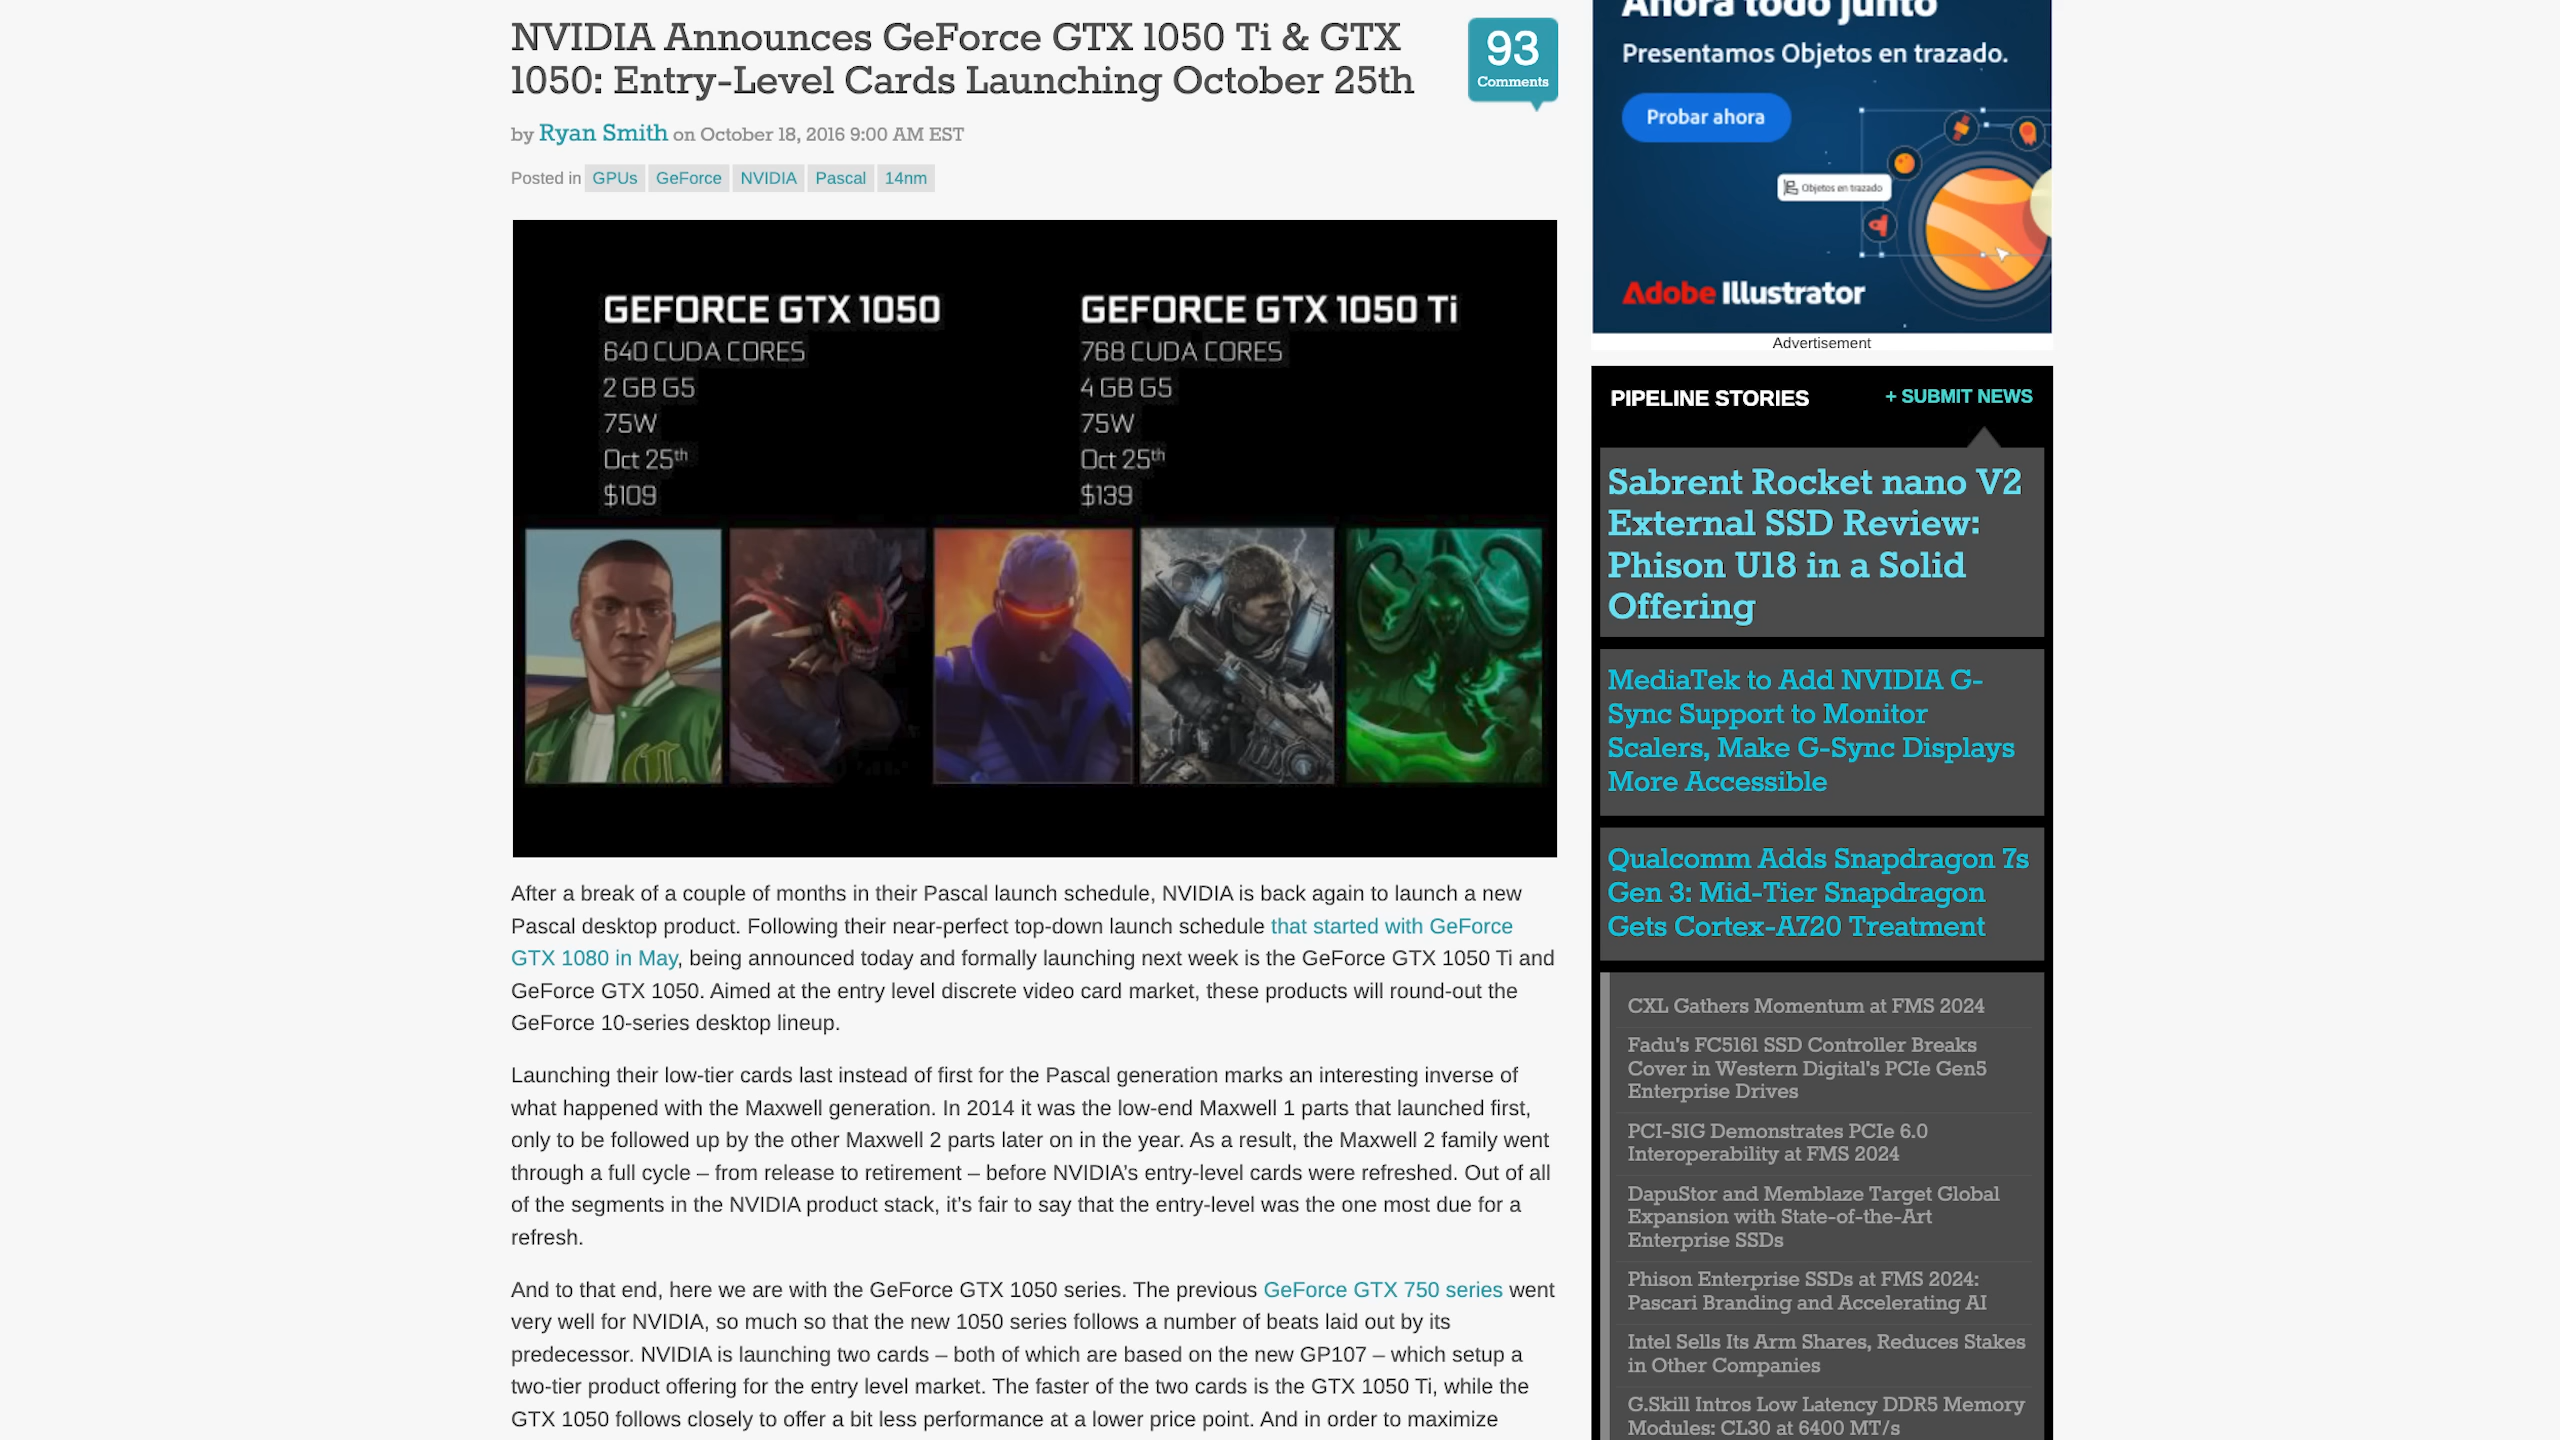 NVIDIA Announces GeForce GTX 1050 Ti & GTX
1050: Entry-Level Cards Launching October 25th
93
Comments
by Ryan Smith on October 18, 2016 9:00 AM EST
Posted in GPUs GeForce NVIDIA Pascal 14nm
GEFORCE GTX 1050
640 CUDA CORES
2 GB G5
75W
Oct 25th
$109
GEFORCE GTX 1050 Ti
768 CUDA CORES
4 GB G5
75W
Oct 25th
$139
After a break of a couple of months in their Pascal launch schedule, NVIDIA is back again to launch a new
Pascal desktop product. Following their near-perfect top-down launch schedule that started with GeForce
GTX 1080 in May, being announced today and formally launching next week is the GeForce GTX 1050 Ti and
GeForce GTX 1050. Aimed at the entry level discrete video card market, these products will round-out the
GeForce 10-series desktop lineup.
Launching their low-tier cards last instead of first for the Pascal generation marks an interesting inverse of
what happened with the Maxwell generation. In 2014 it was the low-end Maxwell 1 parts that launched first,
only to be followed up by the other Maxwell 2 parts later on in the year. As a result, the Maxwell 2 family went
through a full cycle – from release to retirement – before NVIDIA’s entry-level cards were refreshed. Out of all
of the segments in the NVIDIA product stack, it’s fair to say that the entry-level was the one most due for a
refresh.
And to that end, here we are with the GeForce GTX 1050 series. The previous GeForce GTX 750 series went
very well for NVIDIA, so much so that the new 1050 series follows a number of beats laid out by its
predecessor. NVIDIA is launching two cards – both of which are based on the new GP107 – which setup a
two-tier product offering for the entry level market. The faster of the two cards is the GTX 1050 Ti, while the
GTX 1050 follows closely to offer a bit less performance at a lower price point. And in order to maximize
Ahora todo junto
Presentamos Objetos en trazado.
Probar ahora
Objetos en trazado
Adobe Illustrator
Advertisement
PIPELINE STORIES
+ SUBMIT NEWS
Sabrent Rocket nano V2
External SSD Review:
Phison U18 in a Solid
Offering
MediaTek to Add NVIDIA G-
Sync Support to Monitor
Scalers, Make G-Sync Displays
More Accessible
Qualcomm Adds Snapdragon 7s
Gen 3: Mid-Tier Snapdragon
Gets Cortex-A720 Treatment
CXL Gathers Momentum at FMS 2024
Fadu's FC5161 SSD Controller Breaks
Cover in Western Digital's PCIe Gen5
Enterprise Drives
PCI-SIG Demonstrates PCIe 6.0
Interoperability at FMS 2024
DapuStor and Memblaze Target Global
Expansion with State-of-the-Art
Enterprise SSDs
Phison Enterprise SSDs at FMS 2024:
Pascari Branding and Accelerating AI
Intel Sells Its Arm Shares, Reduces Stakes
in Other Companies
G.Skill Intros Low Latency DDR5 Memory
Modules: CL30 at 6400 MT/s